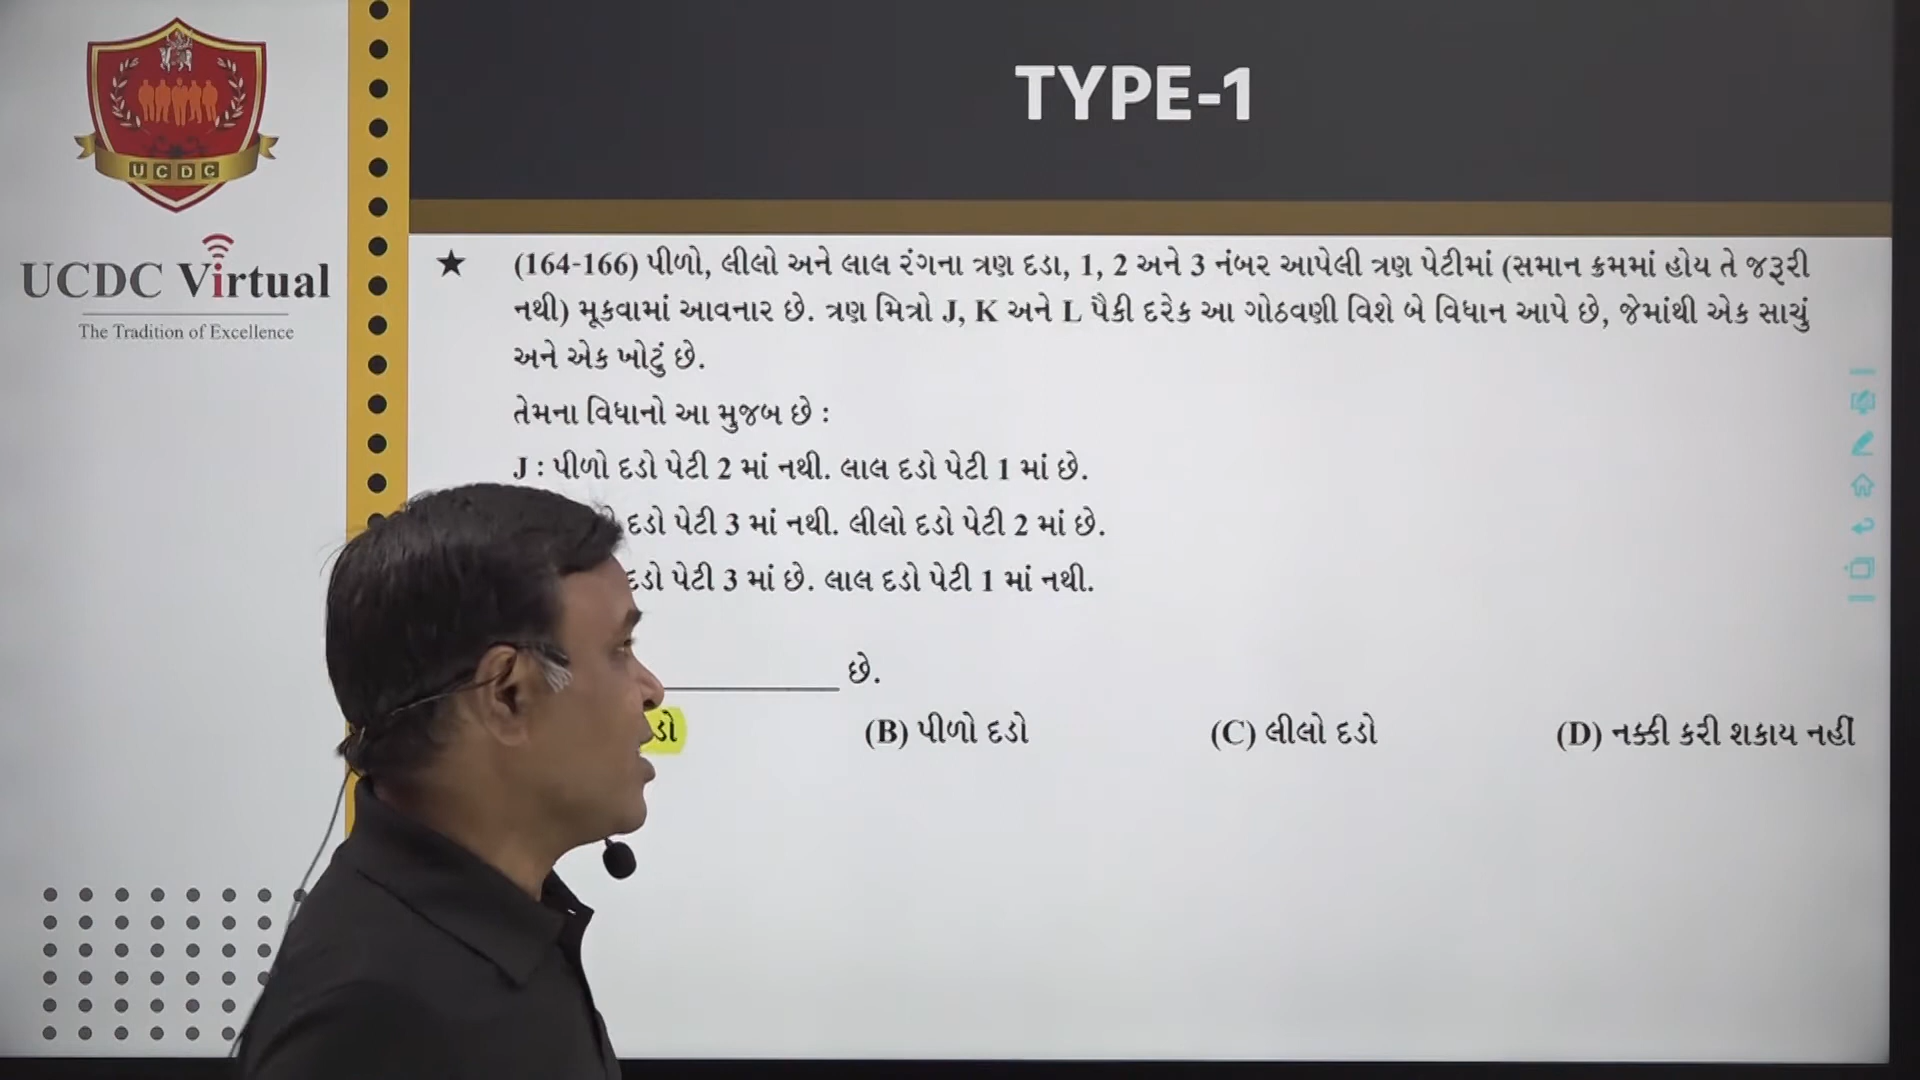 UCDC
UCDC Virtual
The Tradition of Excellence
TYPE-1
★ (164-166) પીળો, લીલો અને લાલ રંગના ત્રણ દડા, 1, 2 અને 3 નંબર આપેલી ત્રણ પેટીમાં (સમાન ક્રમમાં હોય તે જરૂરી
નથી) મૂકવામાં આવનાર છે. ત્રણ મિત્રો J, K અને L પૈકી દરેક આ ગોઠવણી વિશે બે વિધાન આપે છે, જેમાંથી એક સાચું
અને એક ખોટું છે.
તેમના વિધાનો આ મુજબ છે :
J : પીળો દડો પેટી 2 માં નથી. લાલ દડો પેટી 1 માં છે.
દડો પેટી 3 માં નથી. લીલો દડો પેટી 2 માં છે.
દડો પેટી 3 માં છે. લાલ દડો પેટી 1 માં નથી.
છે.
(B) પીળો દડો (C) લીલો દડો (D) નક્કી કરી શકાય નહીં